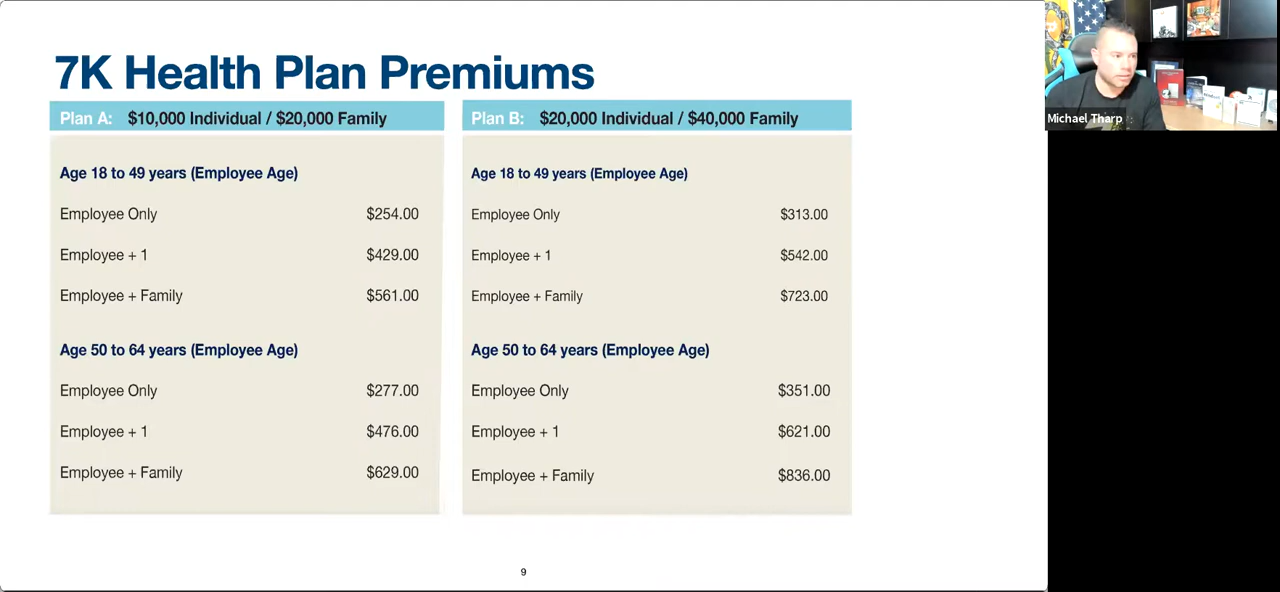 7K Health Plan Premiums
Plan A: $10,000 Individual / $20,000 Family
Age 18 to 49 years (Employee Age)
Employee Only $254.00
Employee + 1 $429.00
Employee + Family $561.00
Age 50 to 64 years (Employee Age)
Employee Only $277.00
Employee + 1 $476.00
Employee + Family $629.00
Plan B: $20,000 Individual / $40,000 Family
Age 18 to 49 years (Employee Age)
Employee Only $313.00
Employee + 1 $542.00
Employee + Family $723.00
Age 50 to 64 years (Employee Age)
Employee Only $351.00
Employee + 1 $621.00
Employee + Family $836.00
9
Michael Tharp